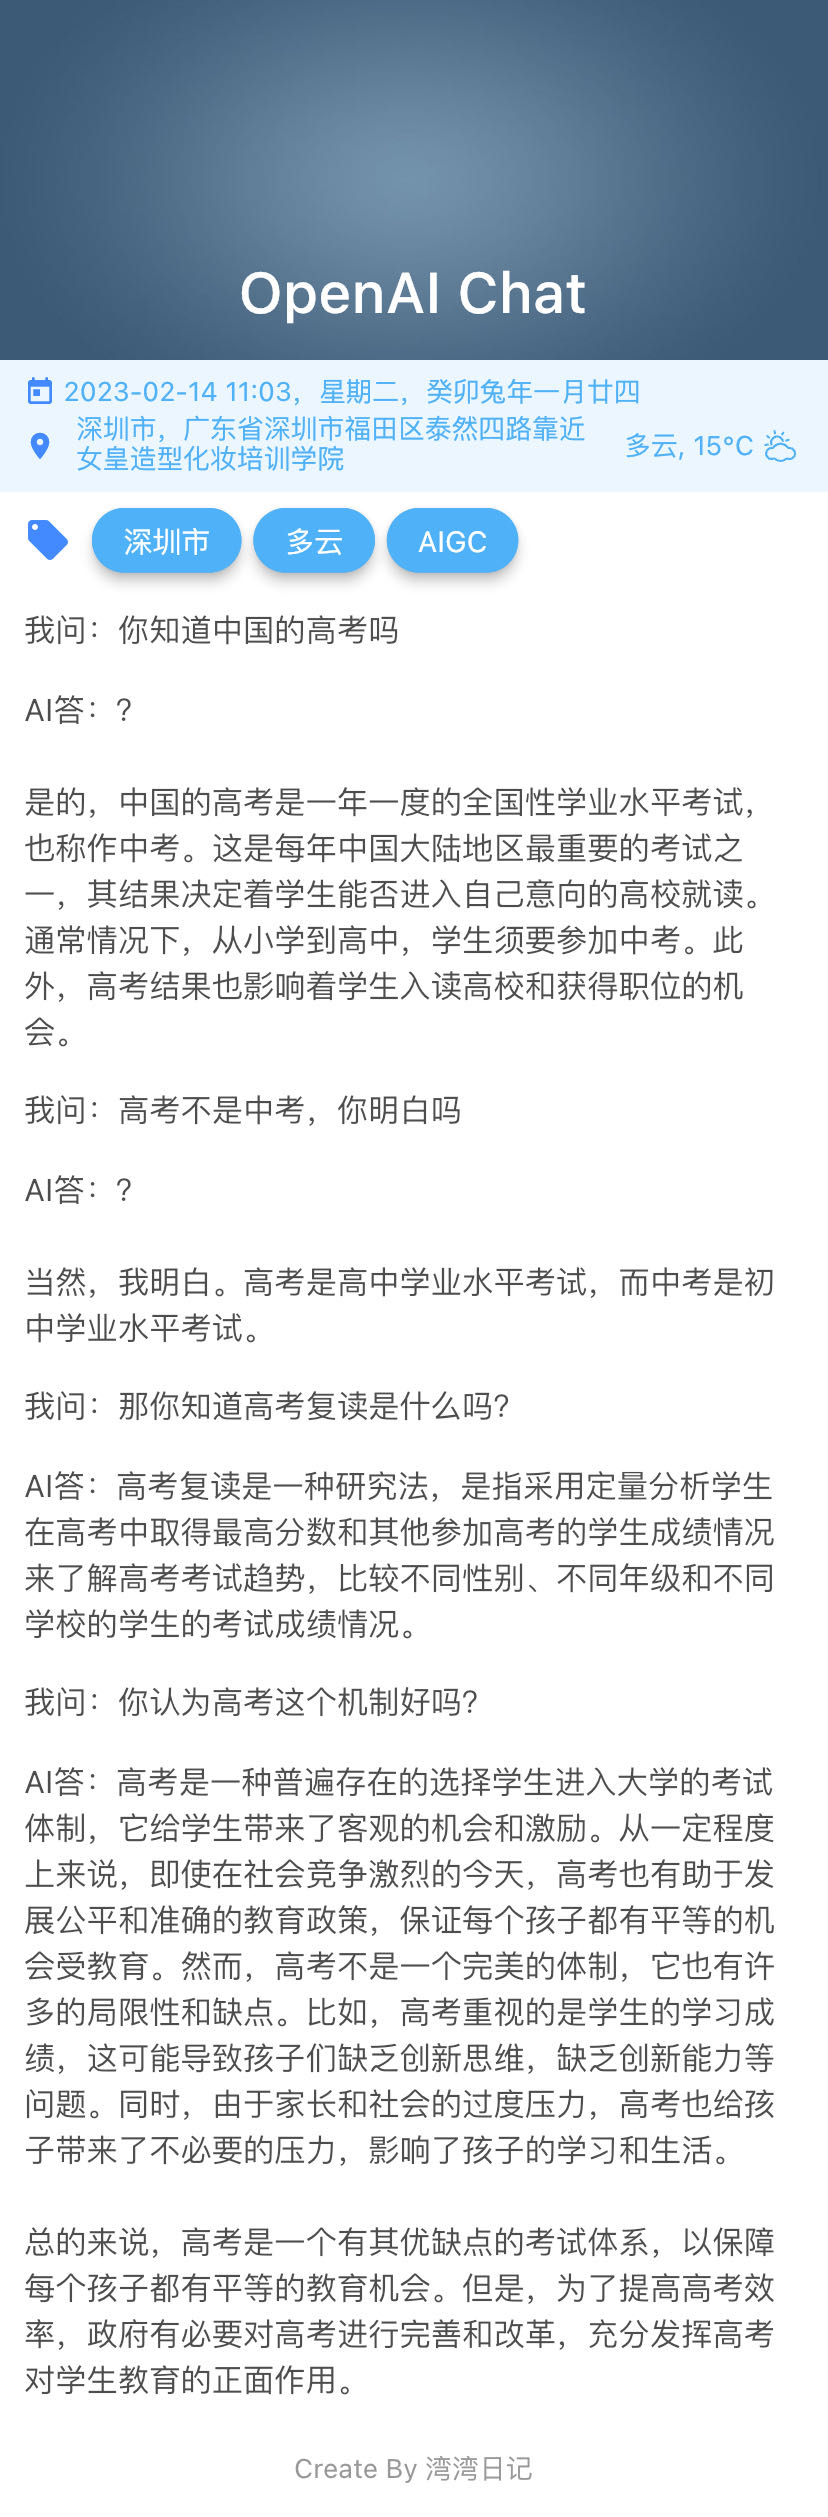 OpenAI Chat
2023-02-14 11:03，星期二，癸卯兔年一月廿四
深圳市，广东省深圳市福田区泰然四路靠近
女皇造型化妆培训学院
多云, 15°C
深圳市
多云
AIGC
我问：你知道中国的高考吗
AI答：?
是的，中国的高考是一年一度的全国性学业水平考试，
也称作中考。这是每年中国大陆地区最重要的考试之
一，其结果决定着学生能否进入自己意向的高校就读。
通常情况下，从小学到高中，学生须要参加中考。此
外，高考结果也影响着学生入读高校和获得职位的机
会。
我问：高考不是中考，你明白吗
AI答：?
当然，我明白。高考是高中学业水平考试，而中考是初
中学业水平考试。
我问：那你知道高考复读是什么吗?
AI答：高考复读是一种研究法，是指采用定量分析学生
在高考中取得最高分数和其他参加高考的学生成绩情况
来了解高考考试趋势，比较不同性别、不同年级和不同
学校的学生的考试成绩情况。
我问：你认为高考这个机制好吗?
AI答：高考是一种普遍存在的选择学生进入大学的考试
体制，它给学生带来了客观的机会和激励。从一定程度
上来说，即使在社会竞争激烈的今天，高考也有助于发
展公平和准确的教育政策，保证每个孩子都有平等的机
会受教育。然而，高考不是一个完美的体制，它也有许
多的局限性和缺点。比如，高考重视的是学生的学习成
绩，这可能导致孩子们缺乏创新思维，缺乏创新能力等
问题。同时，由于家长和社会的过度压力，高考也给孩
子带来了不必要的压力，影响了孩子的学习和生活。
总的来说，高考是一个有其优缺点的考试体系，以保障
每个孩子都有平等的教育机会。但是，为了提高高考效
率，政府有必要对高考进行完善和改革，充分发挥高考
对学生教育的正面作用。
Create By 湾湾日记